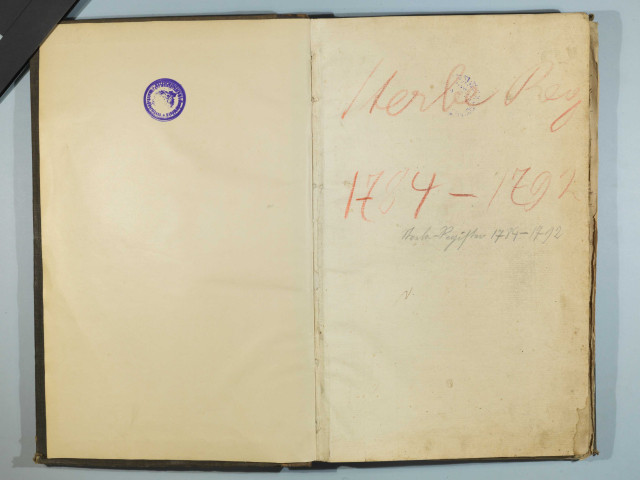 Sterbe Reg
1784 – 1792
Sterbe-Register 1784–1792